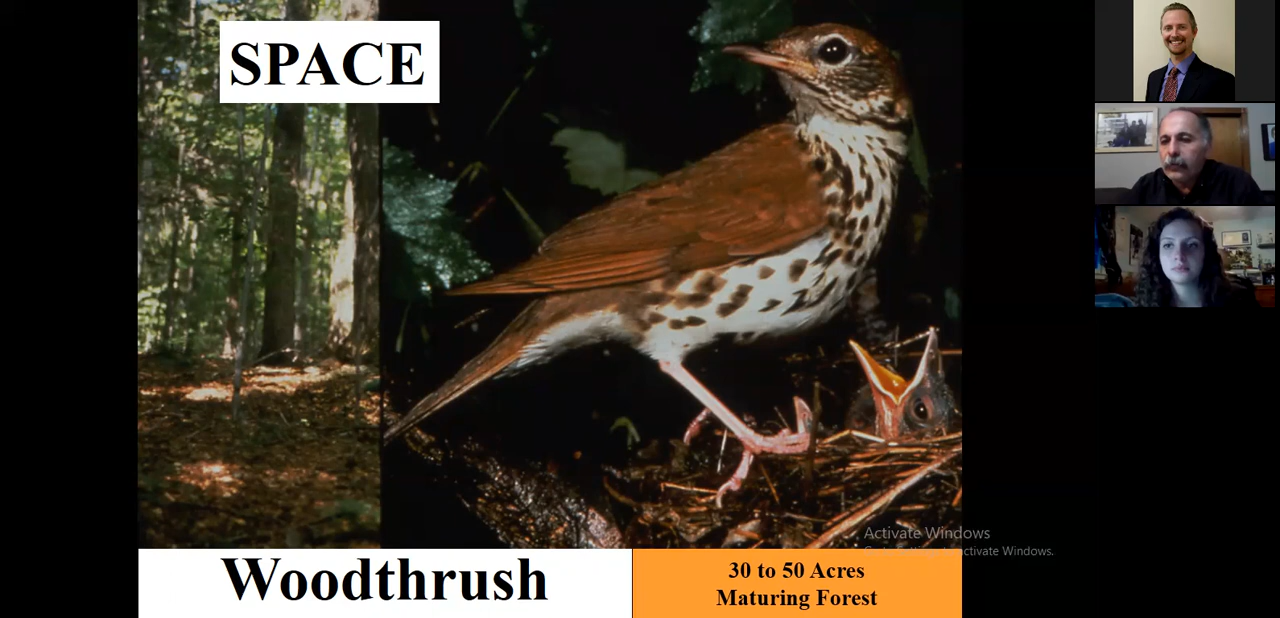 SPACE
Activate Windows
Woodthrush
30 to 50 Acres
Maturing Forest